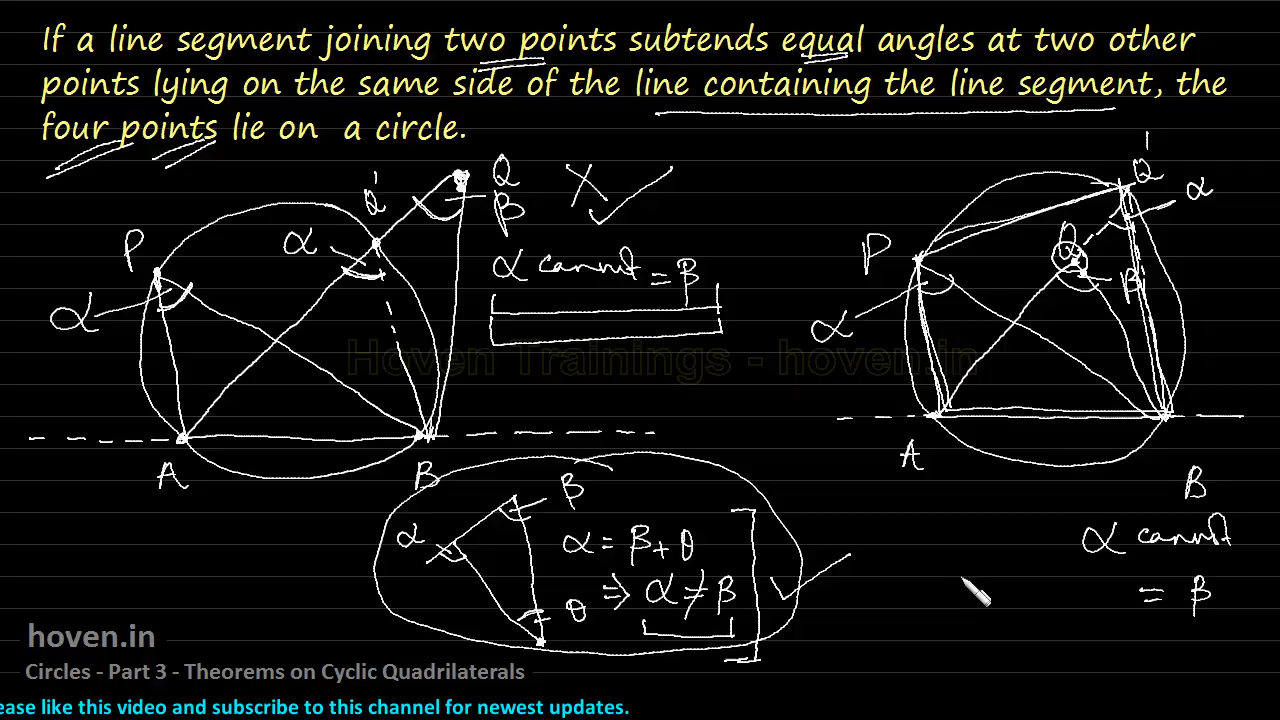 If a line segment joining two points subtends equal angles at two other
points lying on the same side of the line containing the line segment, the
four points lie on a circle.
Q'
Q
β
P
α
α
α cannot = β
A
B
Q'
α
P
Q
β
α
A
B
α cannot
= β
β
α
θ
α = β + θ
⇒ α ≠ β
Hoven Trainings - hoven.in
hoven.in
Circles - Part 3 - Theorems on Cyclic Quadrilaterals
ease like this video and subscribe to this channel for newest updates.